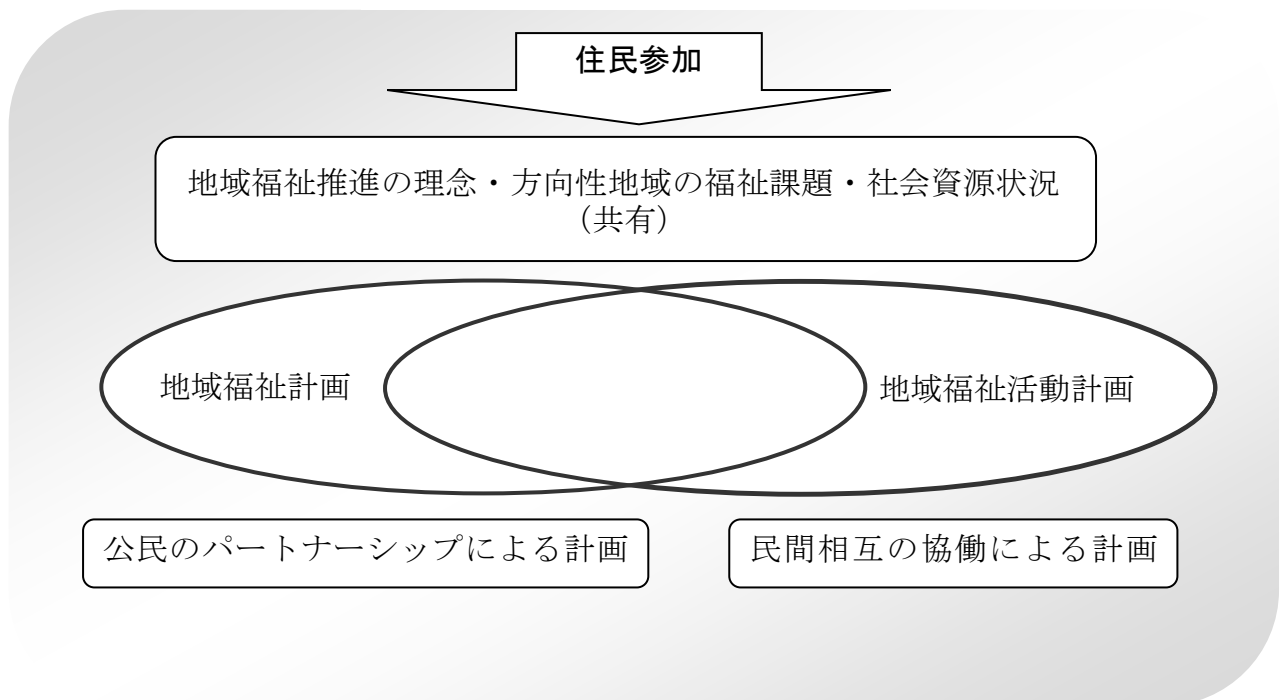 住民参加
地域福祉推進の理念・方向性地域の福祉課題・社会資源状況
（共有）
地域福祉計画
地域福祉活動計画
公民のパートナーシップによる計画
民間相互の協働による計画